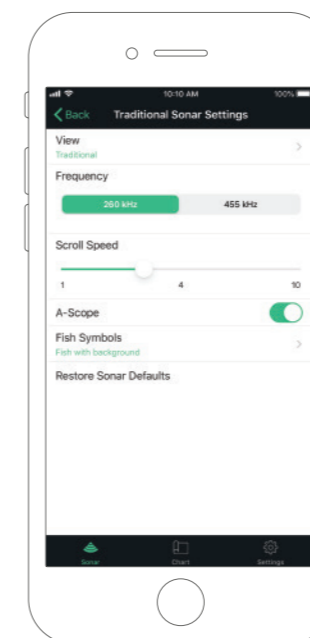 10:10 AM 100%
Back Traditional Sonar Settings
View
Traditional
Frequency
260 kHz 455 kHz
Scroll Speed
1 4 10
A-Scope
Fish Symbols
Fish with background
Restore Sonar Defaults
Sonar Chart Settings